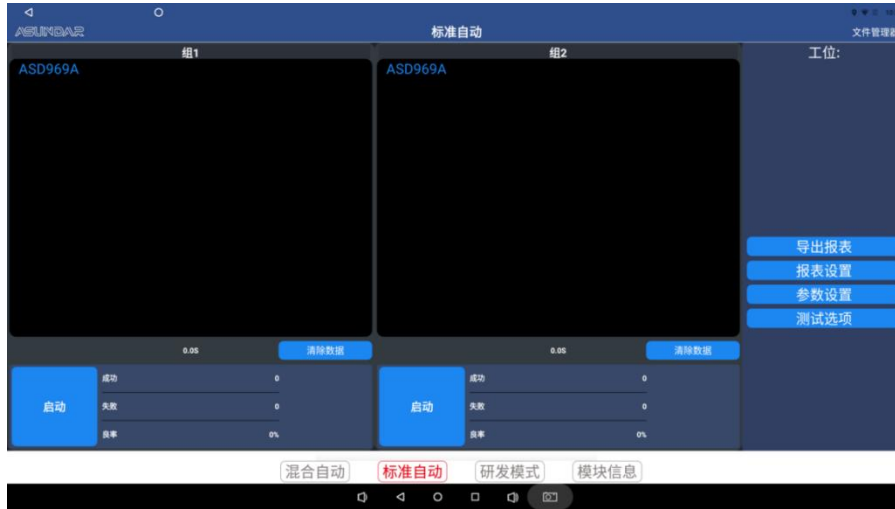 ASUNDAR
标准自动
文件管理器
组1
组2
工位:
ASD969A
ASD969A
导出报表
报表设置
参数设置
测试选项
0.0S
清除数据
0.0S
清除数据
启动
成功 0
失败 0
良率 0%
启动
成功 0
失败 0
良率 0%
混合自动
标准自动
研发模式
模块信息